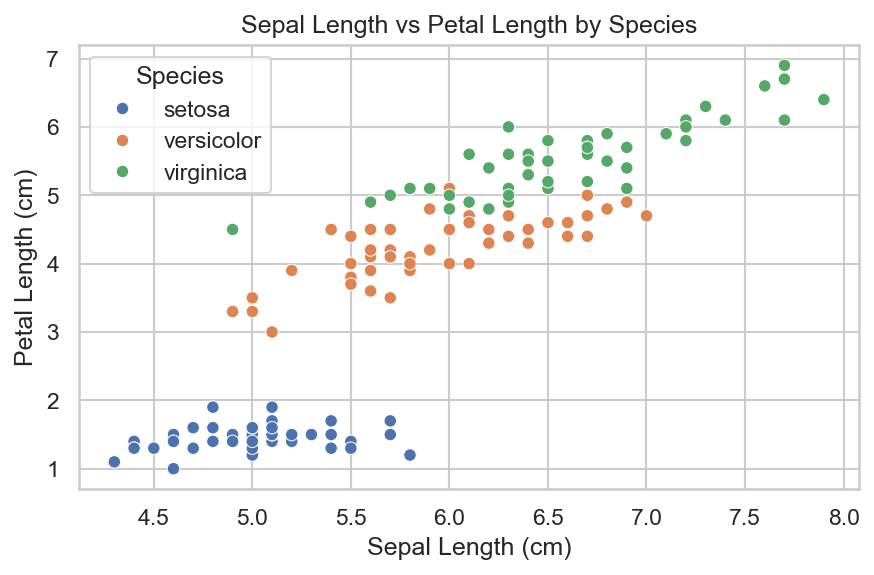 Sepal Length vs Petal Length by Species
Species
setosa
versicolor
virginica
Petal Length (cm)
7
6
5
4
3
2
1
4.5 5.0 5.5 6.0 6.5 7.0 7.5 8.0
Sepal Length (cm)